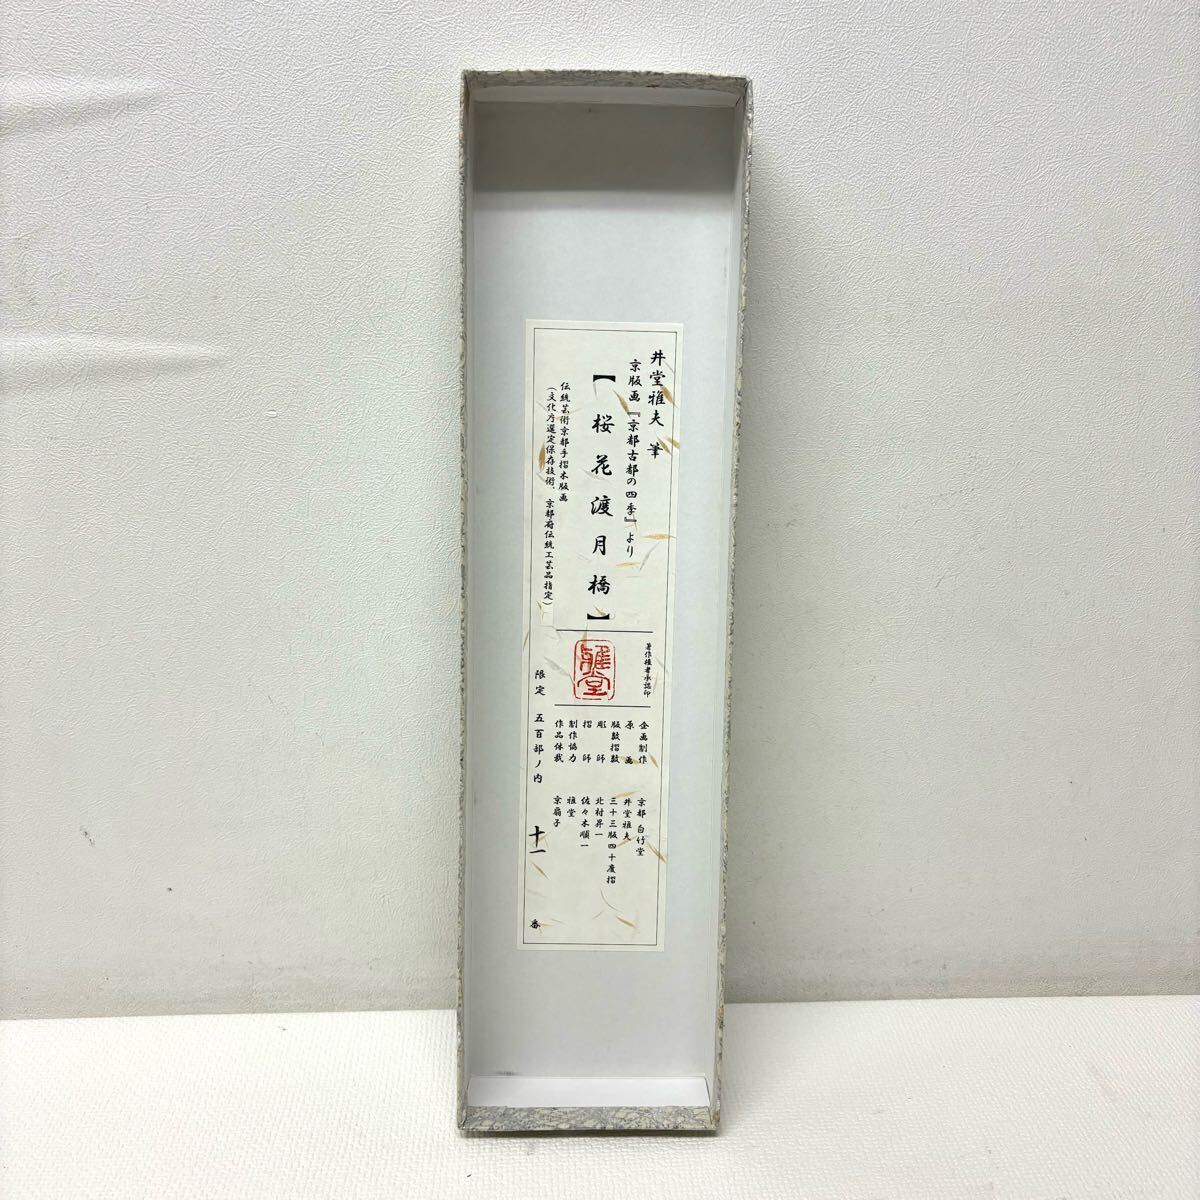 井堂雅夫 筆
京版画『京都古都の四季』より
【桜花渡月橋】
伝統芸術京都手摺木版画
(文化庁選定保存技術、京都府伝統工芸品指定)
著作権者承認印
雅堂
企画制作 京都 白竹堂
原画 井堂雅夫
版数摺数 三十三版四十度摺
彫師 北村昇一
摺師 佐々木順一
制作協力 雅堂
作品体裁 京扇子
限定 五百部ノ内 十一 番